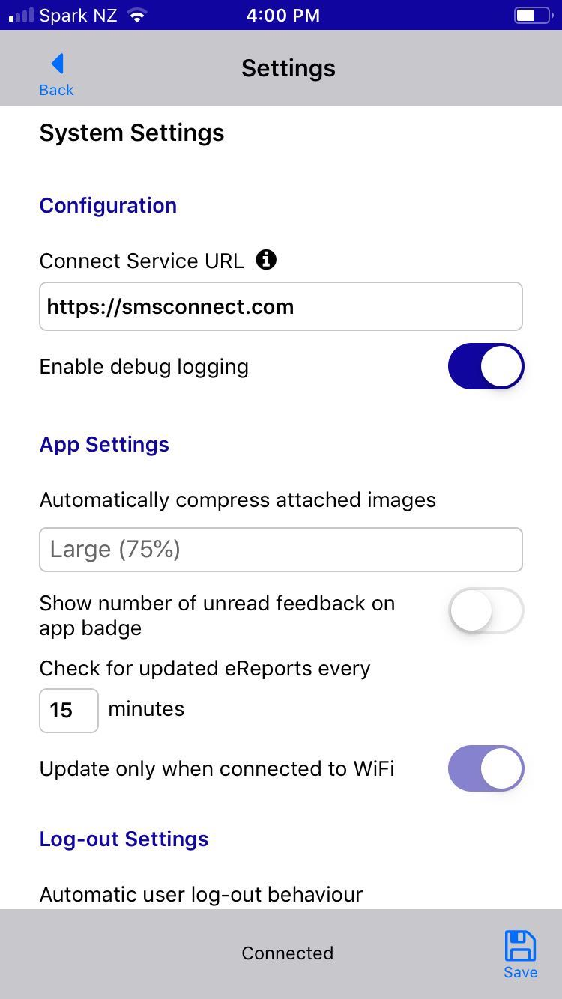 Spark NZ 4:00 PM
Settings
Back
System Settings
Configuration
Connect Service URL
https://smsconnect.com
Enable debug logging
App Settings
Automatically compress attached images
Large (75%)
Show number of unread feedback on
app badge
Check for updated eReports every
15 minutes
Update only when connected to WiFi
Log-out Settings
Automatic user log-out behaviour
Connected
Save